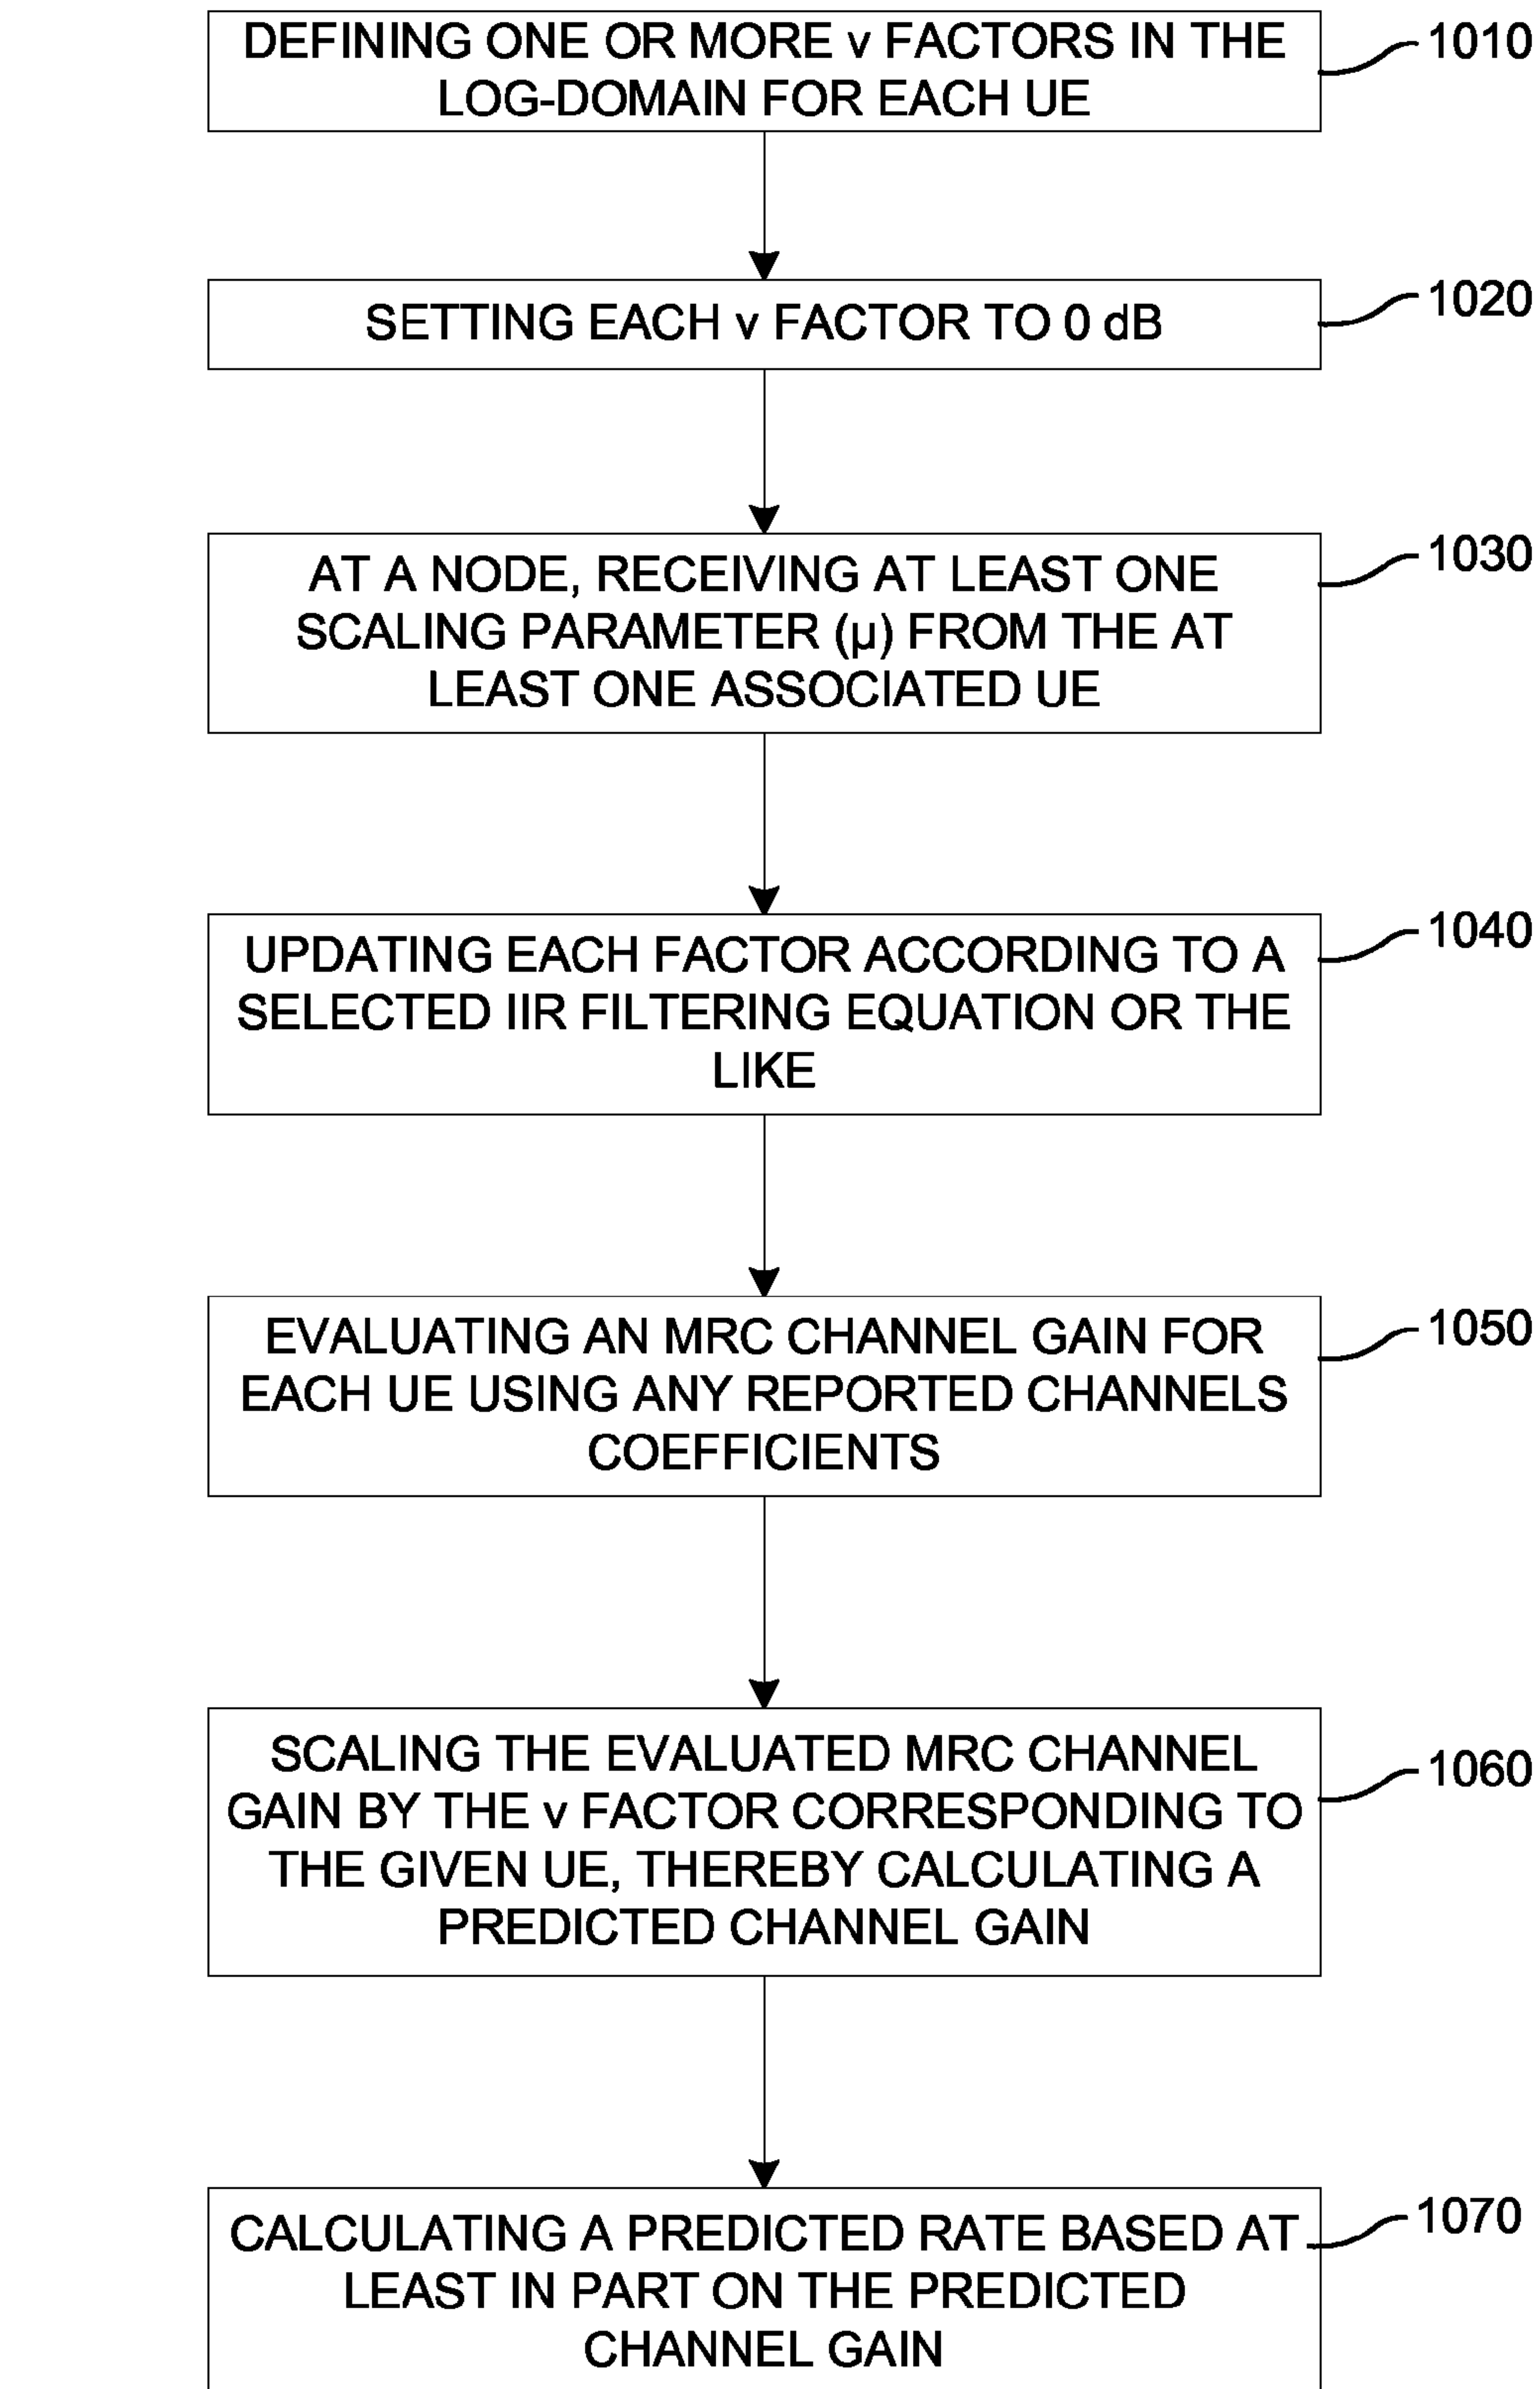 DEFINING ONE OR MORE v FACTORS IN THE
LOG-DOMAIN FOR EACH UE
1010
SETTING EACH v FACTOR TO 0 dB
1020
AT A NODE, RECEIVING AT LEAST ONE
SCALING PARAMETER (µ) FROM THE AT
LEAST ONE ASSOCIATED UE
1030
UPDATING EACH FACTOR ACCORDING TO A
SELECTED IIR FILTERING EQUATION OR THE
LIKE
1040
EVALUATING AN MRC CHANNEL GAIN FOR
EACH UE USING ANY REPORTED CHANNELS
COEFFICIENTS
1050
SCALING THE EVALUATED MRC CHANNEL
GAIN BY THE v FACTOR CORRESPONDING TO
THE GIVEN UE, THEREBY CALCULATING A
PREDICTED CHANNEL GAIN
1060
CALCULATING A PREDICTED RATE BASED AT
LEAST IN PART ON THE PREDICTED
CHANNEL GAIN
1070